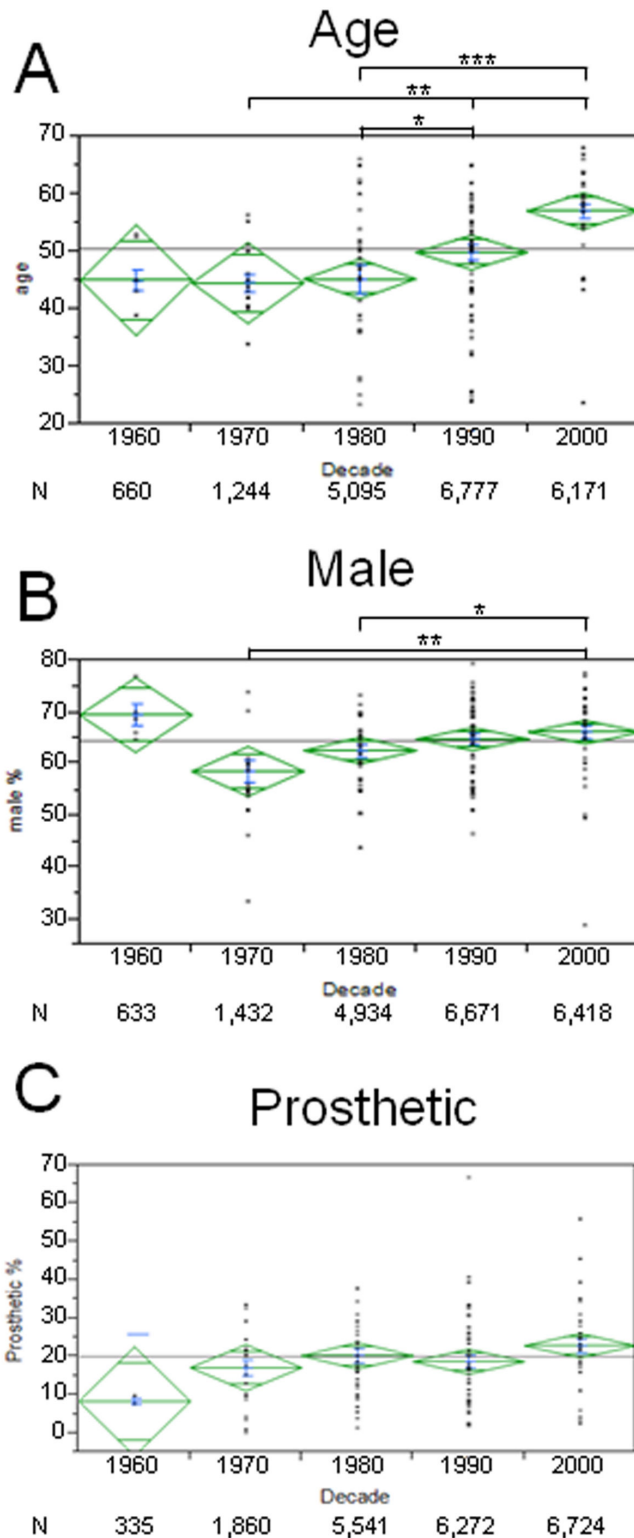 A
Age
***
**
*
70
60
50
40
30
20
age
1960 1970 1980 1990 2000
Decade
N 660 1,244 5,095 6,777 6,171
B
Male
*
**
80
70
60
50
40
30
male %
1960 1970 1980 1990 2000
Decade
N 633 1,432 4,934 6,671 6,418
C
Prosthetic
70
60
50
40
30
20
10
0
Prosthetic %
1960 1970 1980 1990 2000
Decade
N 335 1,860 5,541 6,272 6,724